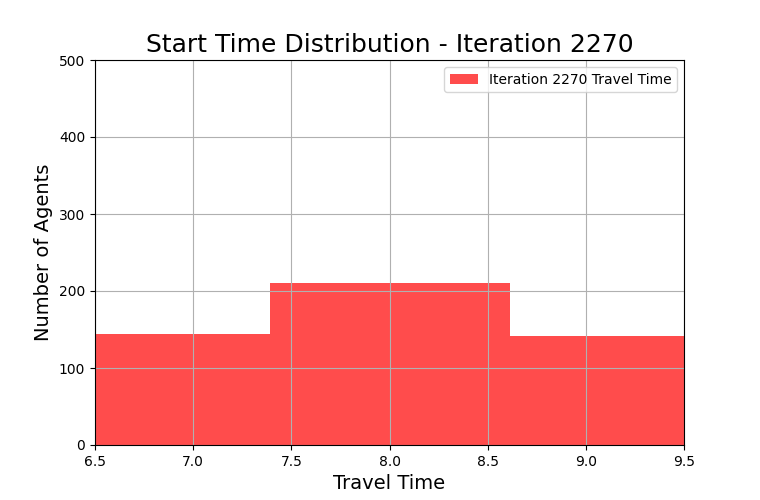 Start Time Distribution - Iteration 2270
Iteration 2270 Travel Time
Number of Agents
500
400
300
200
100
0
6.5 7.0 7.5 8.0 8.5 9.0 9.5
Travel Time